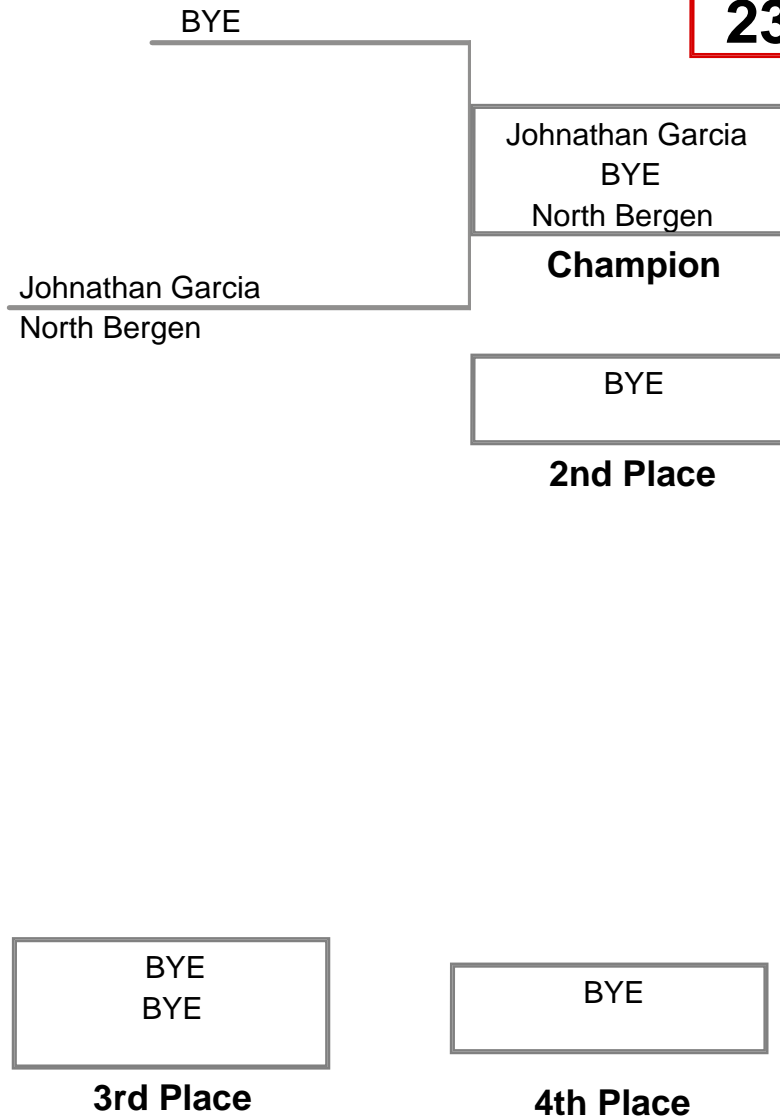 BYE
Johnathan Garcia
BYE
North Bergen
Champion
Johnathan Garcia
North Bergen
BYE
2nd Place
BYE
BYE
3rd Place
BYE
4th Place